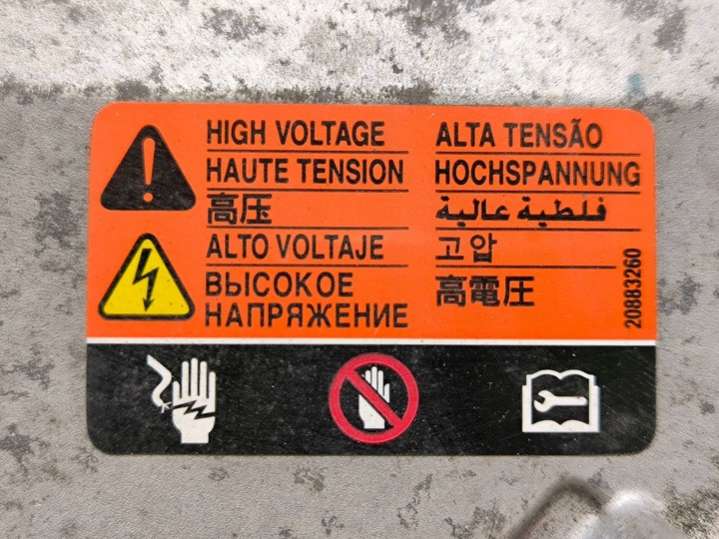 HIGH VOLTAGE
HAUTE TENSION
高压
ALTO VOLTAJE
ВЫСОКОЕ
НАПРЯЖЕНИЕ
ALTA TENSÃO
HOCHSPANNUNG
فلطية عالية
고압
高電圧
20883260